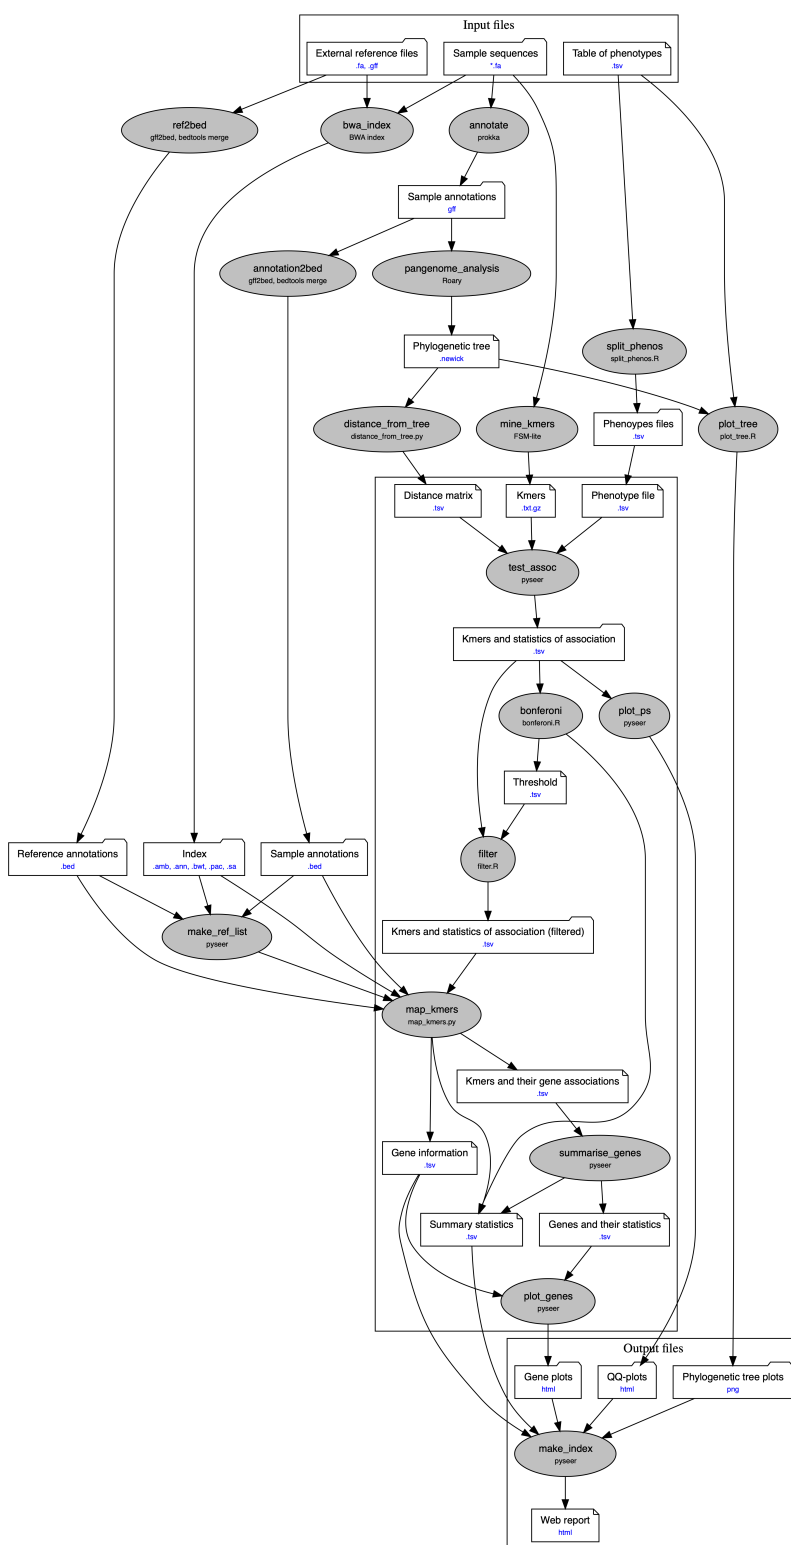 Input files
External reference files
.fa, .gff
Sample sequences
*.fa
Table of phenotypes
.tsv
ref2bed
gff2bed, bedtools merge
bwa_index
BWA index
annotate
prokka
Sample annotations
gff
annotation2bed
gff2bed, bedtools merge
pangenome_analysis
Roary
Phylogenetic tree
.newick
split_phenos
split_phenos.R
distance_from_tree
distance_from_tree.py
mine_kmers
FSM-lite
Phenoypes files
.tsv
plot_tree
plot_tree.R
Distance matrix
.tsv
Kmers
.txt.gz
Phenotype file
.tsv
test_assoc
pyseer
Kmers and statistics of association
.tsv
bonferoni
bonferoni.R
plot_ps
pyseer
Threshold
.tsv
Reference annotations
.bed
Index
.amb, .ann, .bwt, .pac, .sa
Sample annotations
.bed
filter
filter.R
make_ref_list
pyseer
Kmers and statistics of association (filtered)
.tsv
map_kmers
map_kmers.py
Kmers and their gene associations
.tsv
Gene information
.tsv
summarise_genes
pyseer
Summary statistics
.tsv
Genes and their statistics
.tsv
plot_genes
pyseer
Output files
Gene plots
html
QQ-plots
html
Phylogenetic tree plots
png
make_index
pyseer
Web report
html